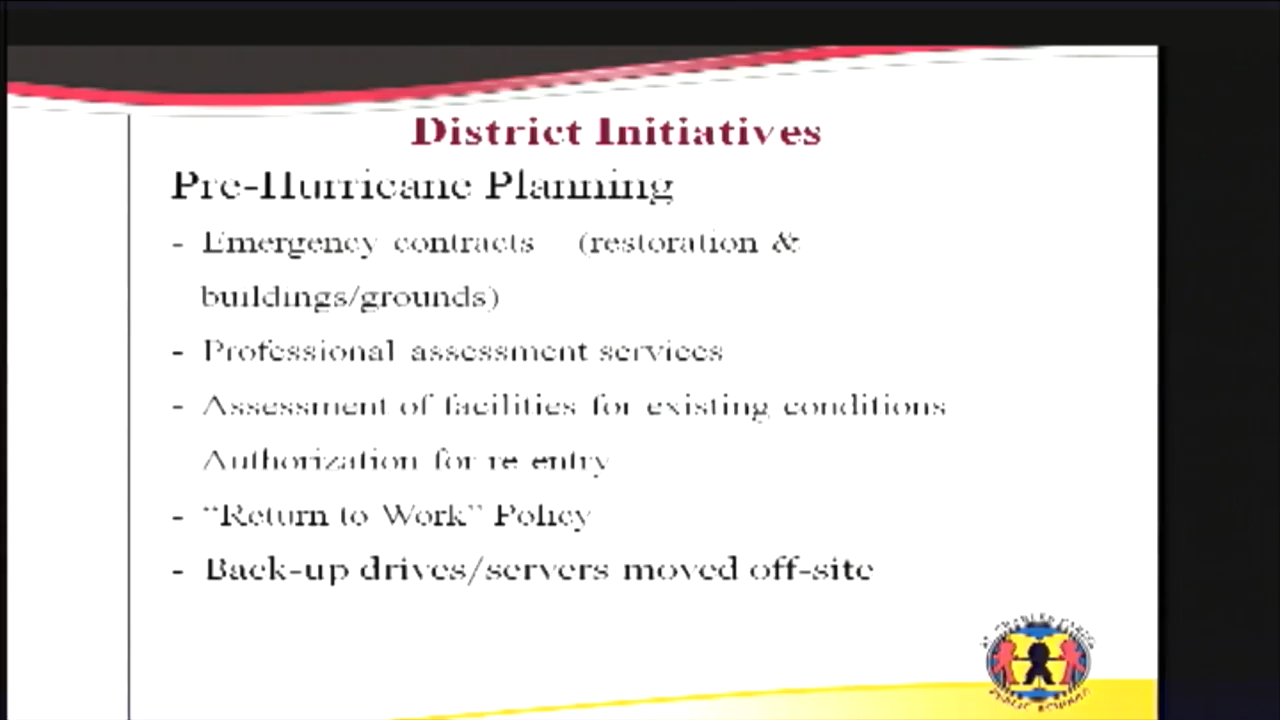 District Initiatives
Pre-Hurricane Planning
- Emergency contracts (restoration &
buildings/grounds)
- Professional assessment services
- Assessment of facilities for existing conditions
Authorization for re entry
- “Return to Work” Policy
- Back-up drives/servers moved off-site